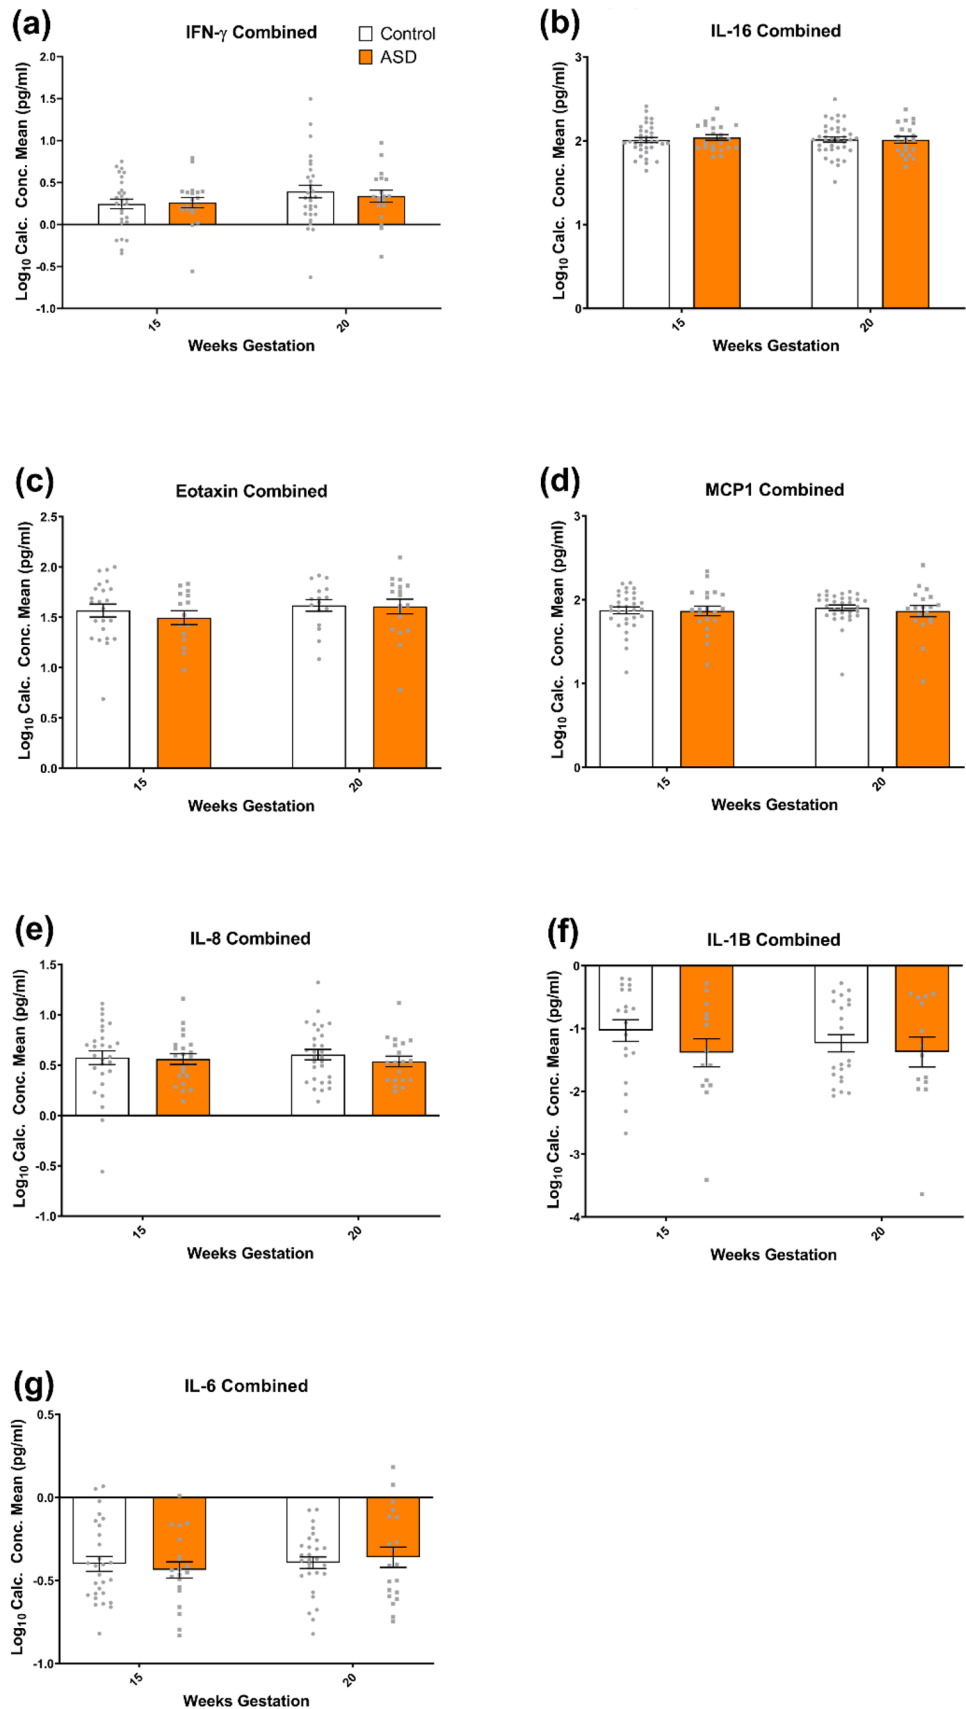 (a)
IFN-γ Combined
Control
ASD
Log10 Calc. Conc. Mean (pg/ml)
2.0
1.5
1.0
0.5
0.0
-0.5
-1.0
15
20
Weeks Gestation
(b)
IL-16 Combined
Log10 Calc. Conc. Mean (pg/ml)
3
2
1
0
15
20
Weeks Gestation
(c)
Eotaxin Combined
Log10 Calc. Conc. Mean (pg/ml)
2.5
2.0
1.5
1.0
0.5
0.0
15
20
Weeks Gestation
(d)
MCP1 Combined
Log10 Calc. Conc. Mean (pg/ml)
3
2
1
0
15
20
Weeks Gestation
(e)
IL-8 Combined
Log10 Calc. Conc. Mean (pg/ml)
1.5
1.0
0.5
0.0
-0.5
-1.0
15
20
Weeks Gestation
(f)
IL-1B Combined
Log10 Calc. Conc. Mean (pg/ml)
0
-1
-2
-3
-4
15
20
Weeks Gestation
(g)
IL-6 Combined
Log10 Calc. Conc. Mean (pg/ml)
0.5
0.0
-0.5
-1.0
15
20
Weeks Gestation